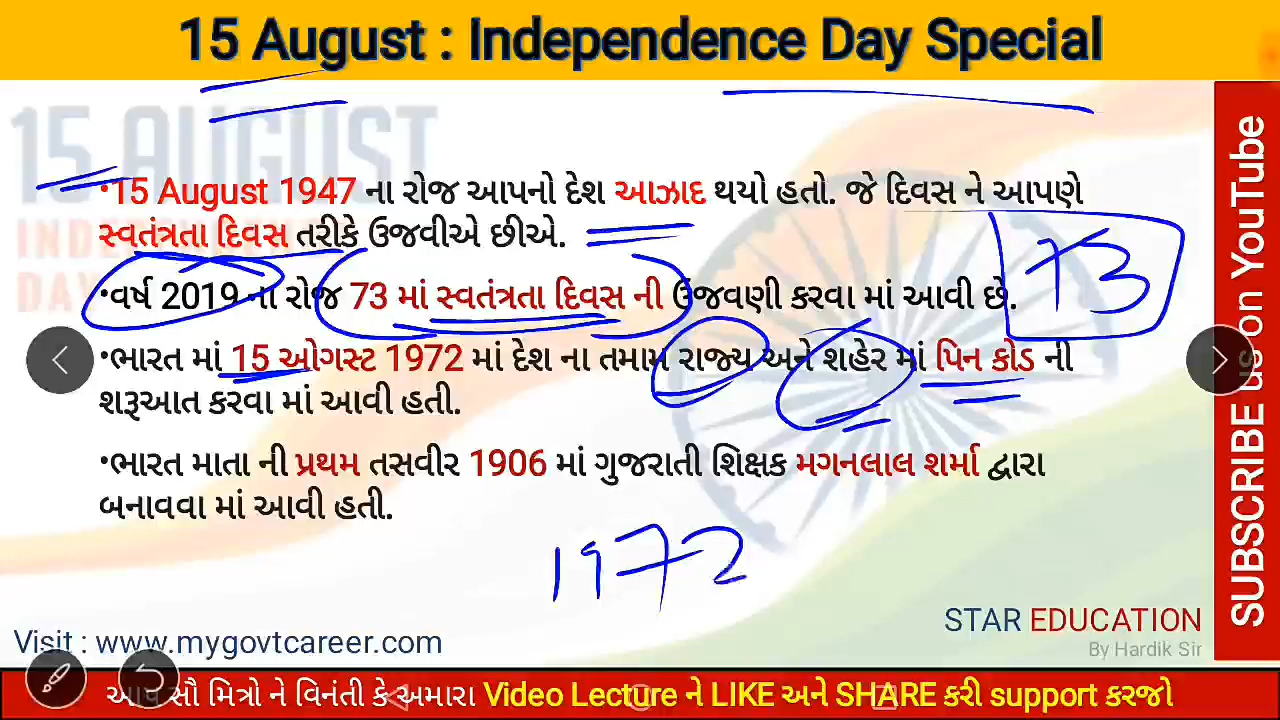 15 August : Independence Day Special
15 AUGUST
•15 August 1947 ના રોજ આપનો દેશ આઝાદ થયો હતો. જે દિવસ ને આપણે
સ્વતંત્રતા દિવસ તરીકે ઉજવીએ છીએ.
73
•વર્ષ 2019 ના રોજ 73 માં સ્વતંત્રતા દિવસ ની ઉજવણી કરવા માં આવી છે.
•ભારત માં 15 ઓગસ્ટ 1972 માં દેશ ના તમામ રાજ્ય અને શહેર માં પિન કોડ ની
શરૂઆત કરવા માં આવી હતી.
•ભારત માતા ની પ્રથમ તસવીર 1906 માં ગુજરાતી શિક્ષક મગનલાલ શર્મા દ્વારા
બનાવવા માં આવી હતી.
1972
STAR EDUCATION
By Hardik Sir
Visit : www.mygovtcareer.com
આપ સૌ મિત્રો ને વિનંતી કે અમારા Video Lecture ને LIKE અને SHARE કરી support કરજો
SUBSCRIBE us on YouTube